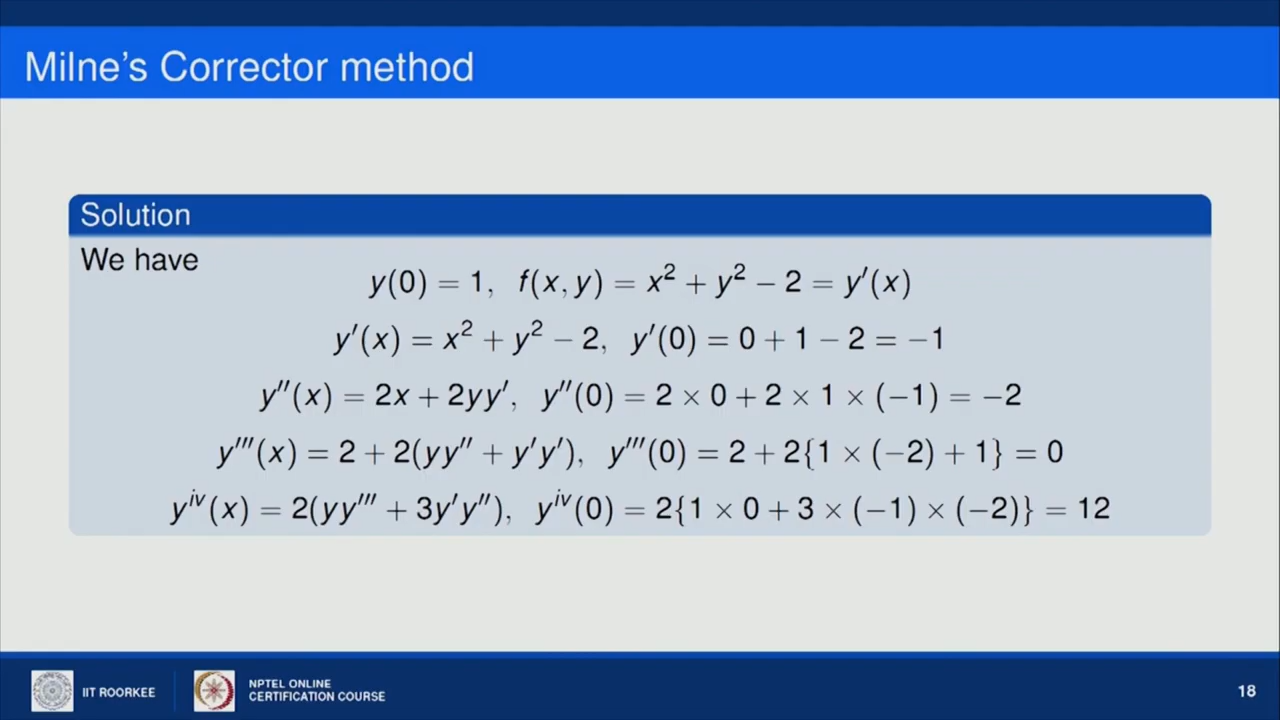 Milne's Corrector method
Solution
We have
y(0) = 1, f(x, y) = x² + y² − 2 = y′(x)
y′(x) = x² + y² − 2, y′(0) = 0 + 1 − 2 = −1
y″(x) = 2x + 2yy′, y″(0) = 2 × 0 + 2 × 1 × (−1) = −2
y‴(x) = 2 + 2(yy″ + y′y′), y‴(0) = 2 + 2{1 × (−2) + 1} = 0
yⁱᵛ(x) = 2(yy‴ + 3y′y″), yⁱᵛ(0) = 2{1 × 0 + 3 × (−1) × (−2)} = 12
IIT ROORKEE
NPTEL ONLINE
CERTIFICATION COURSE
18